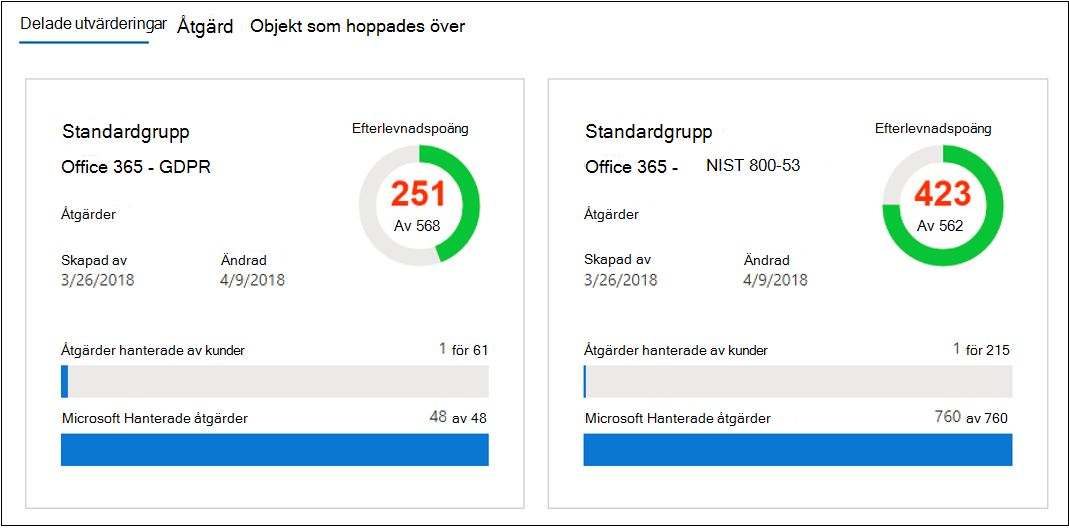 Delade utvärderingar Åtgärd Objekt som hoppades över
Standardgrupp
Efterlevnadspoäng
Office 365 - GDPR
251
Av 568
Åtgärder
Skapad av Ändrad
3/26/2018 4/9/2018
Åtgärder hanterade av kunder 1 för 61
Microsoft Hanterade åtgärder 48 av 48
Standardgrupp
Efterlevnadspoäng
Office 365 - NIST 800-53
423
Av 562
Åtgärder
Skapad av Ändrad
3/26/2018 4/9/2018
Åtgärder hanterade av kunder 1 för 215
Microsoft Hanterade åtgärder 760 av 760